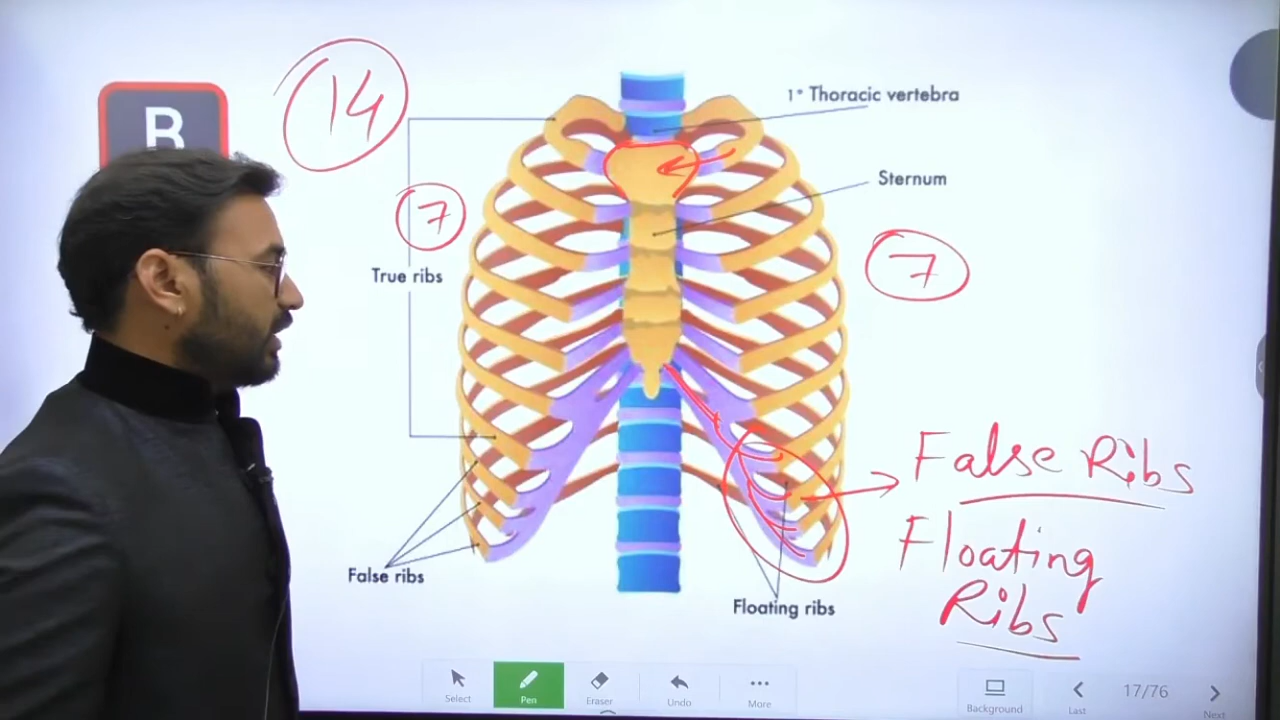 14
B
1° Thoracic vertebra
Sternum
7
7
True ribs
False Ribs
Floating
Ribs
False ribs
Floating ribs
Select
Pen
Eraser
Undo
More
Background
Last
17/76
Next